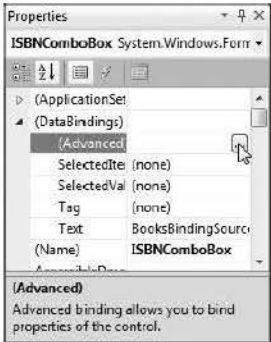 Properties
ISBNComboBox System.Windows.Form
(ApplicationSet
(DataBindings)
(Advanced ...
SelectedIte (none)
SelectedVal (none)
Tag (none)
Text BooksBindingSource
(Name) ISBNComboBox
(Advanced)
Advanced binding allows you to bind
properties of the control.